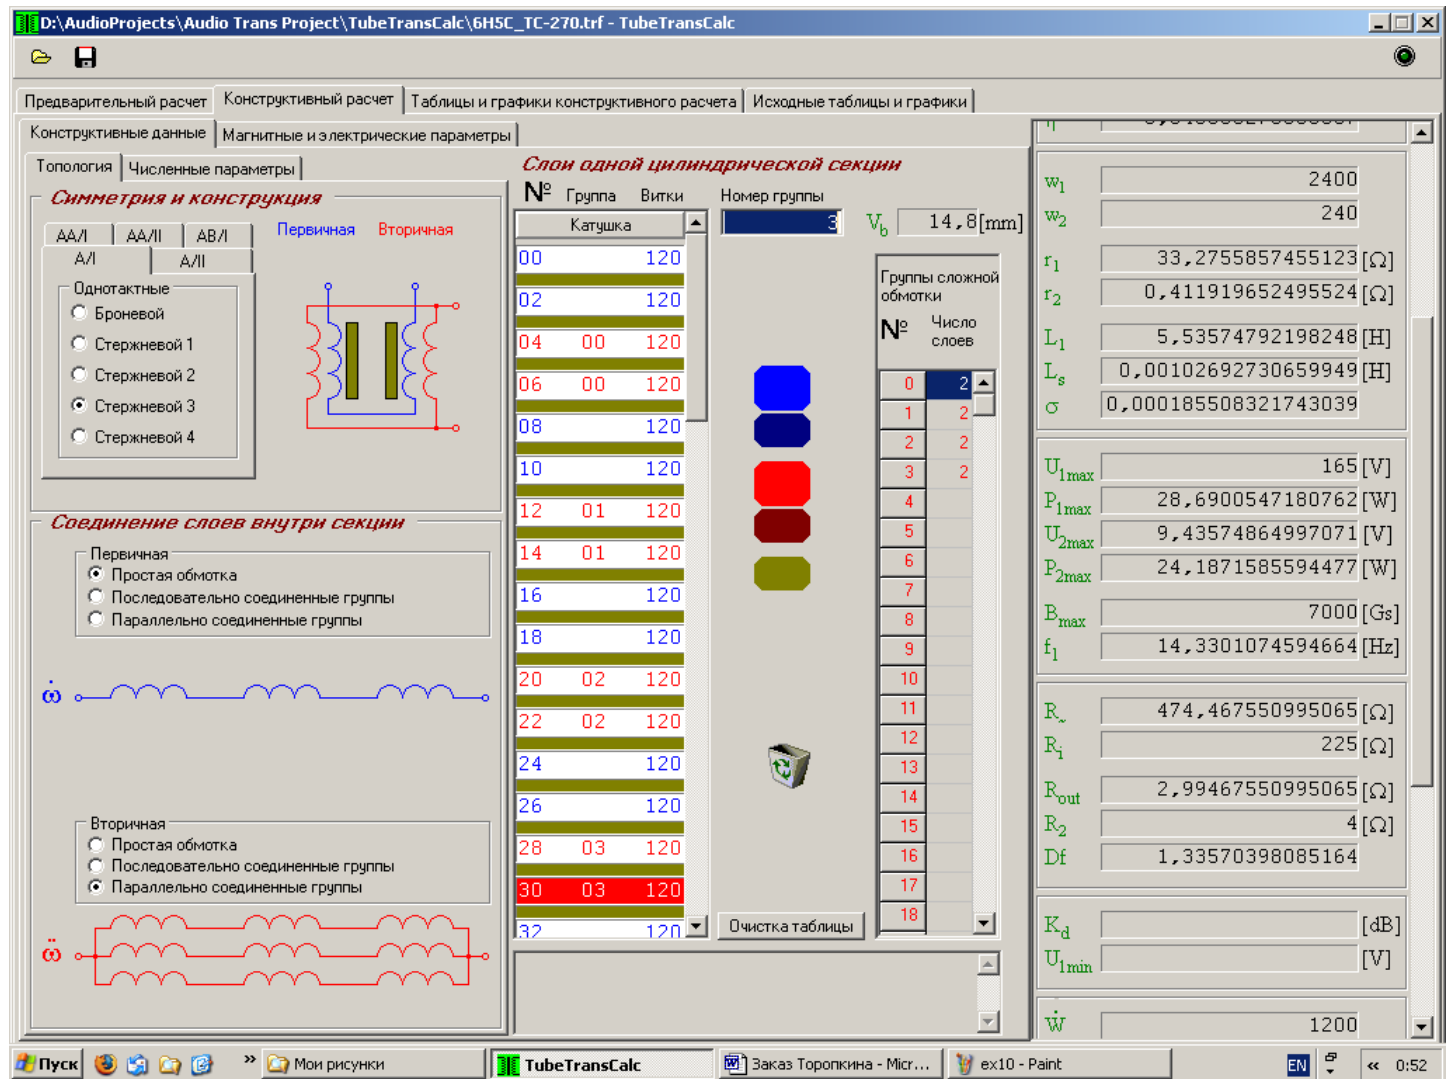 D:\AudioProjects\Audio Trans Project\TubeTransCalc\6H5C_TC-270.trf - TubeTransCalc
Предварительный расчет
Конструктивный расчет
Таблицы и графики конструктивного расчета
Исходные таблицы и графики
Конструктивные данные
Магнитные и электрические параметры
Топология
Численные параметры
Симметрия и конструкция
AA/I
AA/II
AB/I
A/I
A/II
Первичная
Вторичная
Однотактные
Броневой
Стержневой 1
Стержневой 2
Стержневой 3
Стержневой 4
Соединение слоев внутри секции
Первичная
Простая обмотка
Последовательно соединенные группы
Параллельно соединенные группы
ω̇
Вторичная
Простая обмотка
Последовательно соединенные группы
Параллельно соединенные группы
ω̈
Слои одной цилиндрической секции
№ Группа Витки
Катушка
00 120
02 120
04 00 120
06 00 120
08 120
10 120
12 01 120
14 01 120
16 120
18 120
20 02 120
22 02 120
24 120
26 120
28 03 120
30 03 120
32 120
Номер группы
3
Vb 14,8 [mm]
Очистка таблицы
Группы сложной
обмотки
№ Число
слоев
0 2
1 2
2 2
3 2
4
5
6
7
8
9
10
11
12
13
14
15
16
17
18
w1 2400
w2 240
r1 33,2755857455123 [Ω]
r2 0,411919652495524 [Ω]
L1 5,53574792198248 [H]
Ls 0,00102692730659949 [H]
σ 0,000185508321743039
U1max 165 [V]
P1max 28,6900547180762 [W]
U2max 9,43574864997071 [V]
P2max 24,1871585594477 [W]
Bmax 7000 [Gs]
f1 14,3301074594664 [Hz]
R~ 474,467550995065 [Ω]
Ri 225 [Ω]
Rout 2,99467550995065 [Ω]
R2 4 [Ω]
Df 1,33570398085164
Kd [dB]
U1min [V]
ẇ 1200
Пуск
»
Мои рисунки
TubeTransCalc
Заказ Торопкина - Micr...
ex10 - Paint
EN
«
0:52